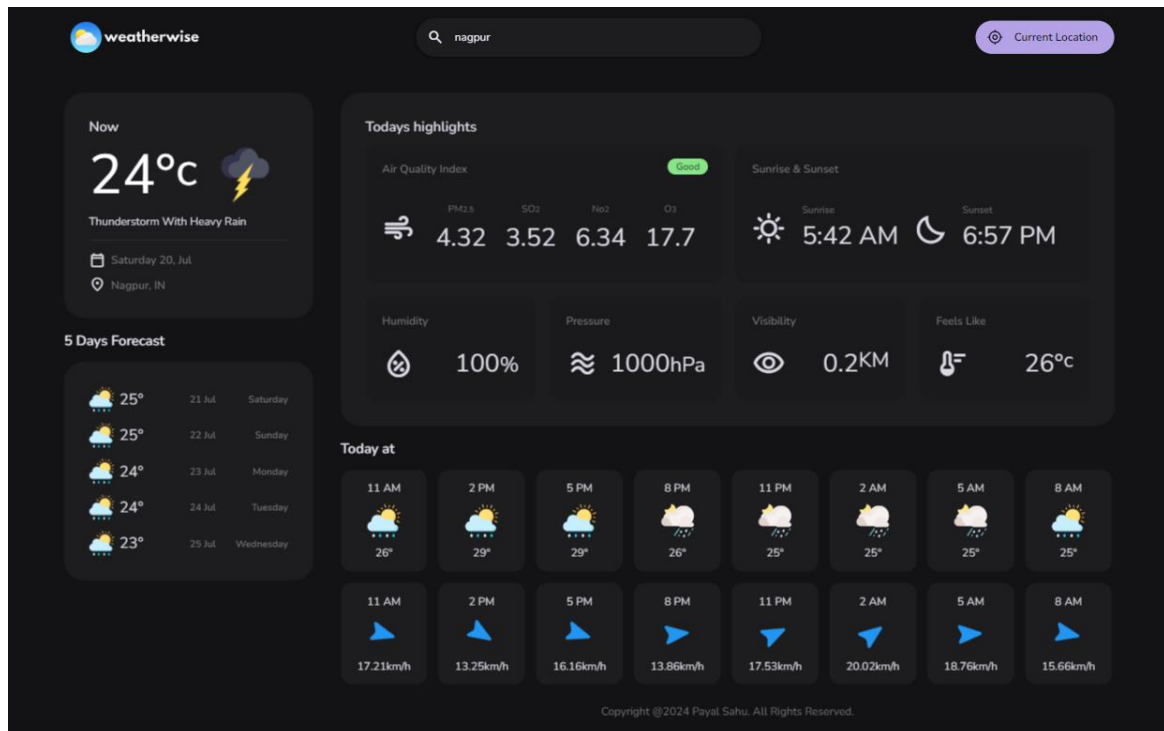 weatherwise
nagpur
Current Location
Now
24°c
Thunderstorm With Heavy Rain
Saturday 20, Jul
Nagpur, IN
5 Days Forecast
25° 21 Jul Saturday
25° 22 Jul Sunday
24° 23 Jul Monday
24° 24 Jul Tuesday
23° 25 Jul Wednesday
Todays highlights
Air Quality Index Good
PM2.5 SO2 No2 O3
4.32 3.52 6.34 17.7
Sunrise & Sunset
Sunrise Sunset
5:42 AM 6:57 PM
Humidity
100%
Pressure
1000hPa
Visibility
0.2KM
Feels Like
26°c
Today at
11 AM 2 PM 5 PM 8 PM 11 PM 2 AM 5 AM 8 AM
26° 29° 29° 26° 25° 25° 25° 25°
11 AM 2 PM 5 PM 8 PM 11 PM 2 AM 5 AM 8 AM
17.21km/h 13.25km/h 16.16km/h 13.86km/h 17.53km/h 20.02km/h 18.76km/h 15.66km/h
Copyright @2024 Payal Sahu. All Rights Reserved.